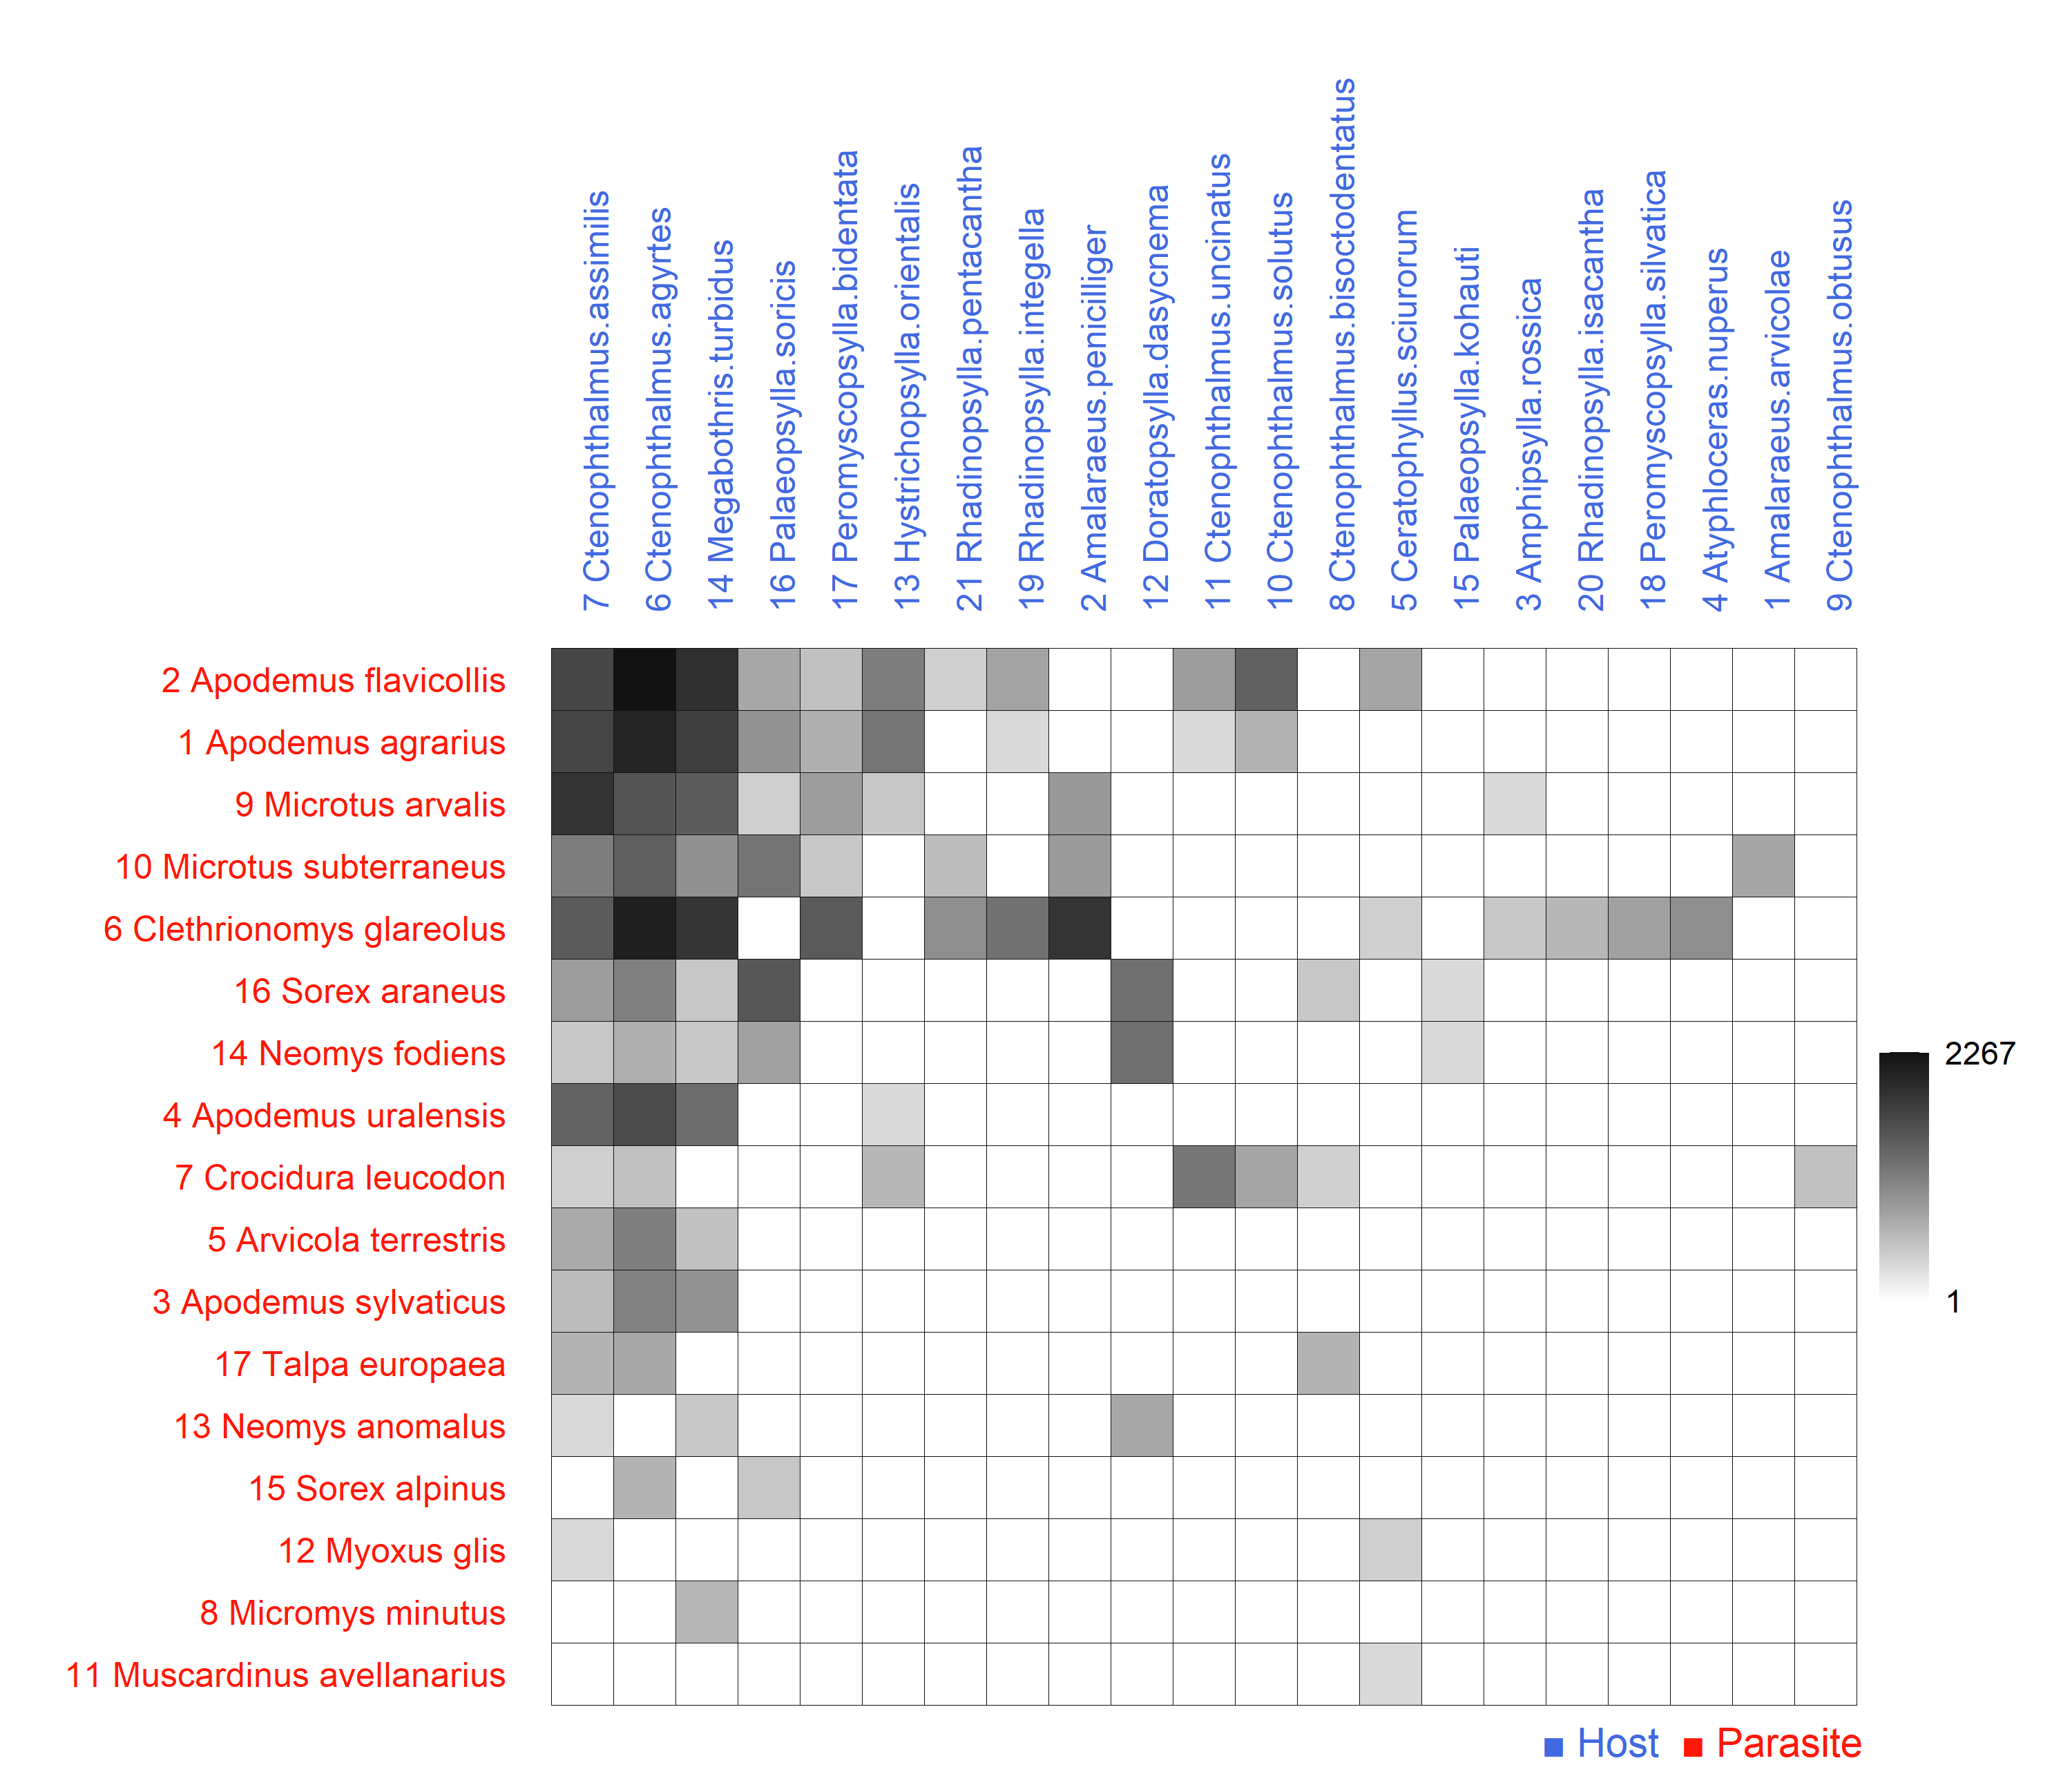 7 Ctenophthalmus.assimilis
6 Ctenophthalmus.agyrtes
14 Megabothris.turbidus
16 Palaeopsylla.soricis
17 Peromyscopsylla.bidentata
13 Hystrichopsylla.orientalis
21 Rhadinopsylla.pentacantha
19 Rhadinopsylla.integella
2 Amalaraeus.penicilliger
12 Doratopsylla.dasycnema
11 Ctenophthalmus.uncinatus
10 Ctenophthalmus.solutus
8 Ctenophthalmus.bisoctodentatus
5 Ceratophyllus.sciurorum
15 Palaeopsylla.kohauti
3 Amphipsylla.rossica
20 Rhadinopsylla.isacantha
18 Peromyscopsylla.silvatica
4 Atyphloceras.nuperus
1 Amalaraeus.arvicolae
9 Ctenophthalmus.obtusus
2 Apodemus flavicollis
1 Apodemus agrarius
9 Microtus arvalis
10 Microtus subterraneus
6 Clethrionomys glareolus
16 Sorex araneus
14 Neomys fodiens
4 Apodemus uralensis
7 Crocidura leucodon
5 Arvicola terrestris
3 Apodemus sylvaticus
17 Talpa europaea
13 Neomys anomalus
15 Sorex alpinus
12 Myoxus glis
8 Micromys minutus
11 Muscardinus avellanarius
2267
1
Host Parasite